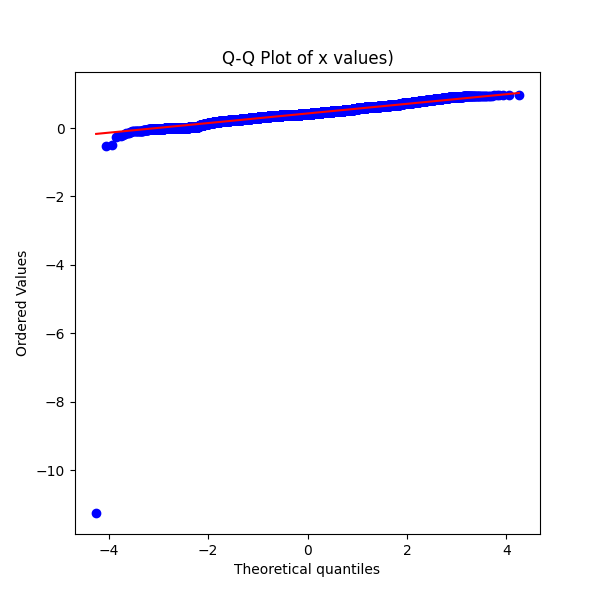 Q-Q Plot of x values)
0
−2
−4
−6
−8
−10
Ordered Values
−4 −2 0 2 4
Theoretical quantiles